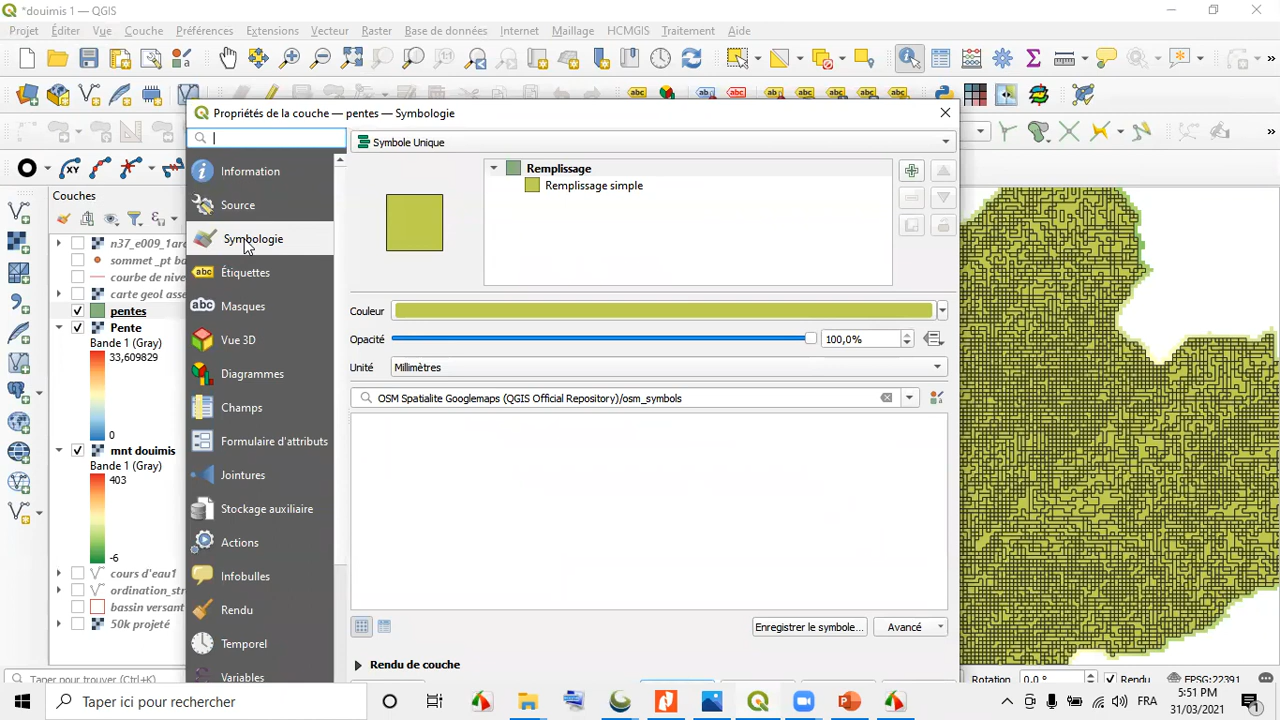 *douimis 1 — QGIS
Projet Éditer Vue Couche Préférences Extensions Vecteur Raster Base de données Internet Maillage HCMGIS Traitement Aide
Propriétés de la couche — pentes — Symbologie
Symbole Unique
Information
Source
Symbologie
Étiquettes
Masques
Vue 3D
Diagrammes
Champs
Formulaire d'attributs
Jointures
Stockage auxiliaire
Actions
Infobulles
Rendu
Temporel
Variables
Remplissage
Remplissage simple
Couleur
Opacité
100,0%
Unité
Millimètres
OSM Spatialite Googlemaps (QGIS Official Repository)/osm_symbols
Enregistrer le symbole...
Avancé
Rendu de couche
Couches
n37_e009_1arc
sommet _pt ba
courbe de nive
carte geol asse
pentes
Pente
Bande 1 (Gray)
33,609829
0
mnt douimis
Bande 1 (Gray)
403
-6
cours d'eau1
ordination_str
bassin versant
50k projeté
Taper pour trouver (Ctrl+K)
Rotation 0,0 ° Rendu EPSG:22391
Taper ici pour rechercher
FRA
5:51 PM
31/03/2021